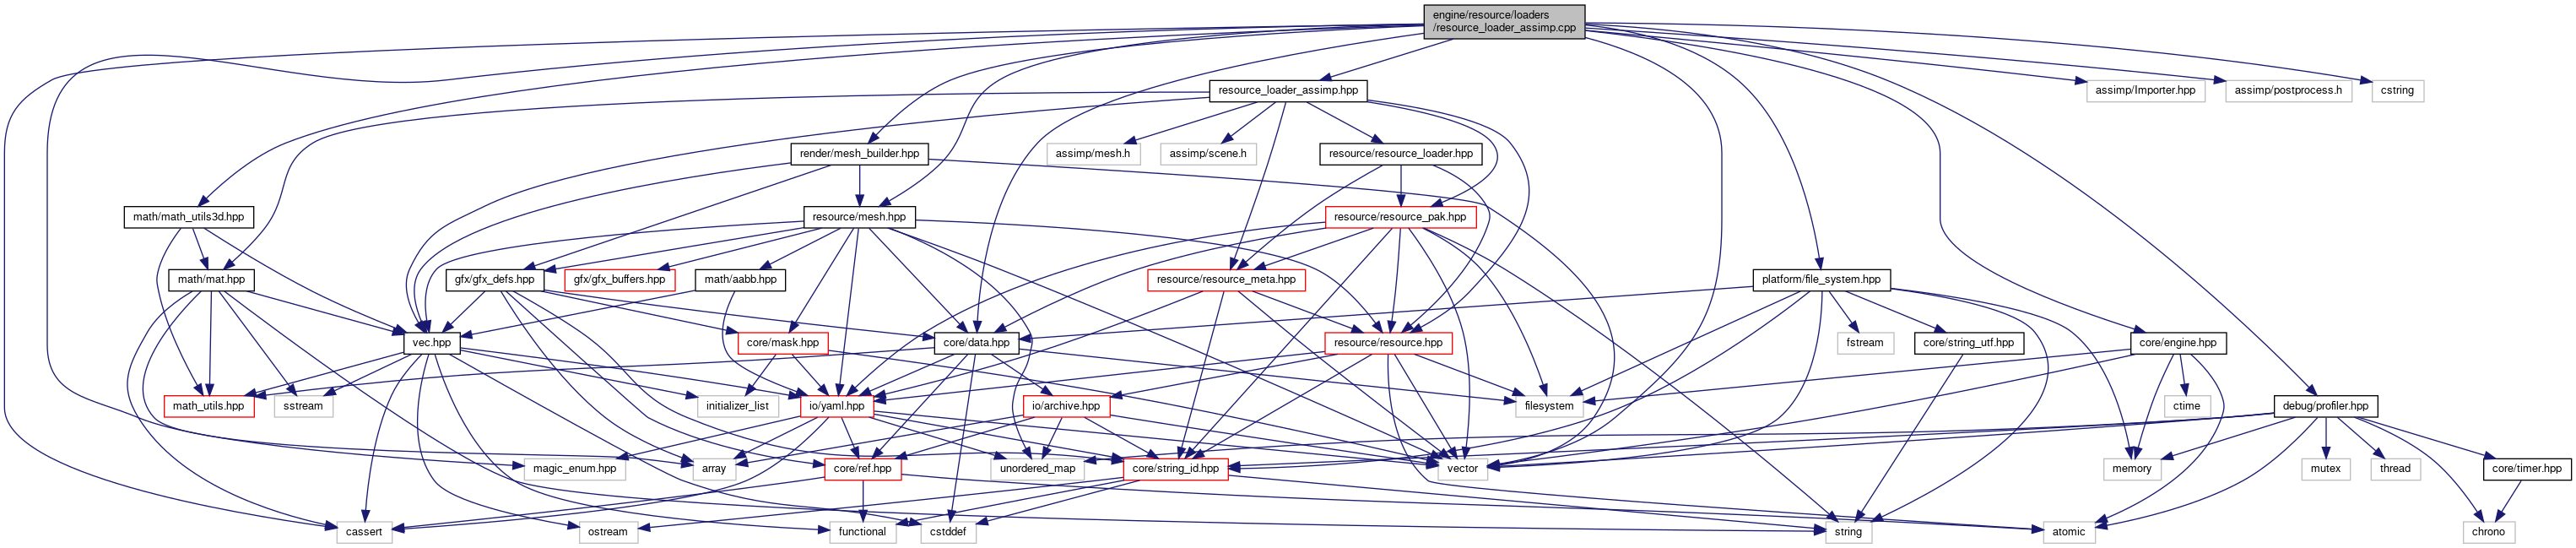 engine/resource/loaders
/resource_loader_assimp.cpp
resource_loader_assimp.hpp
assimp/Importer.hpp
assimp/postprocess.h
cstring
render/mesh_builder.hpp
assimp/mesh.h
assimp/scene.h
resource/resource_loader.hpp
math/math_utils3d.hpp
resource/mesh.hpp
resource/resource_pak.hpp
math/mat.hpp
gfx/gfx_defs.hpp
gfx/gfx_buffers.hpp
math/aabb.hpp
resource/resource_meta.hpp
platform/file_system.hpp
vec.hpp
core/mask.hpp
core/data.hpp
resource/resource.hpp
fstream
core/string_utf.hpp
core/engine.hpp
math_utils.hpp
sstream
initializer_list
io/yaml.hpp
io/archive.hpp
filesystem
ctime
debug/profiler.hpp
magic_enum.hpp
array
core/ref.hpp
unordered_map
core/string_id.hpp
vector
memory
mutex
thread
core/timer.hpp
cassert
ostream
functional
cstddef
string
atomic
chrono